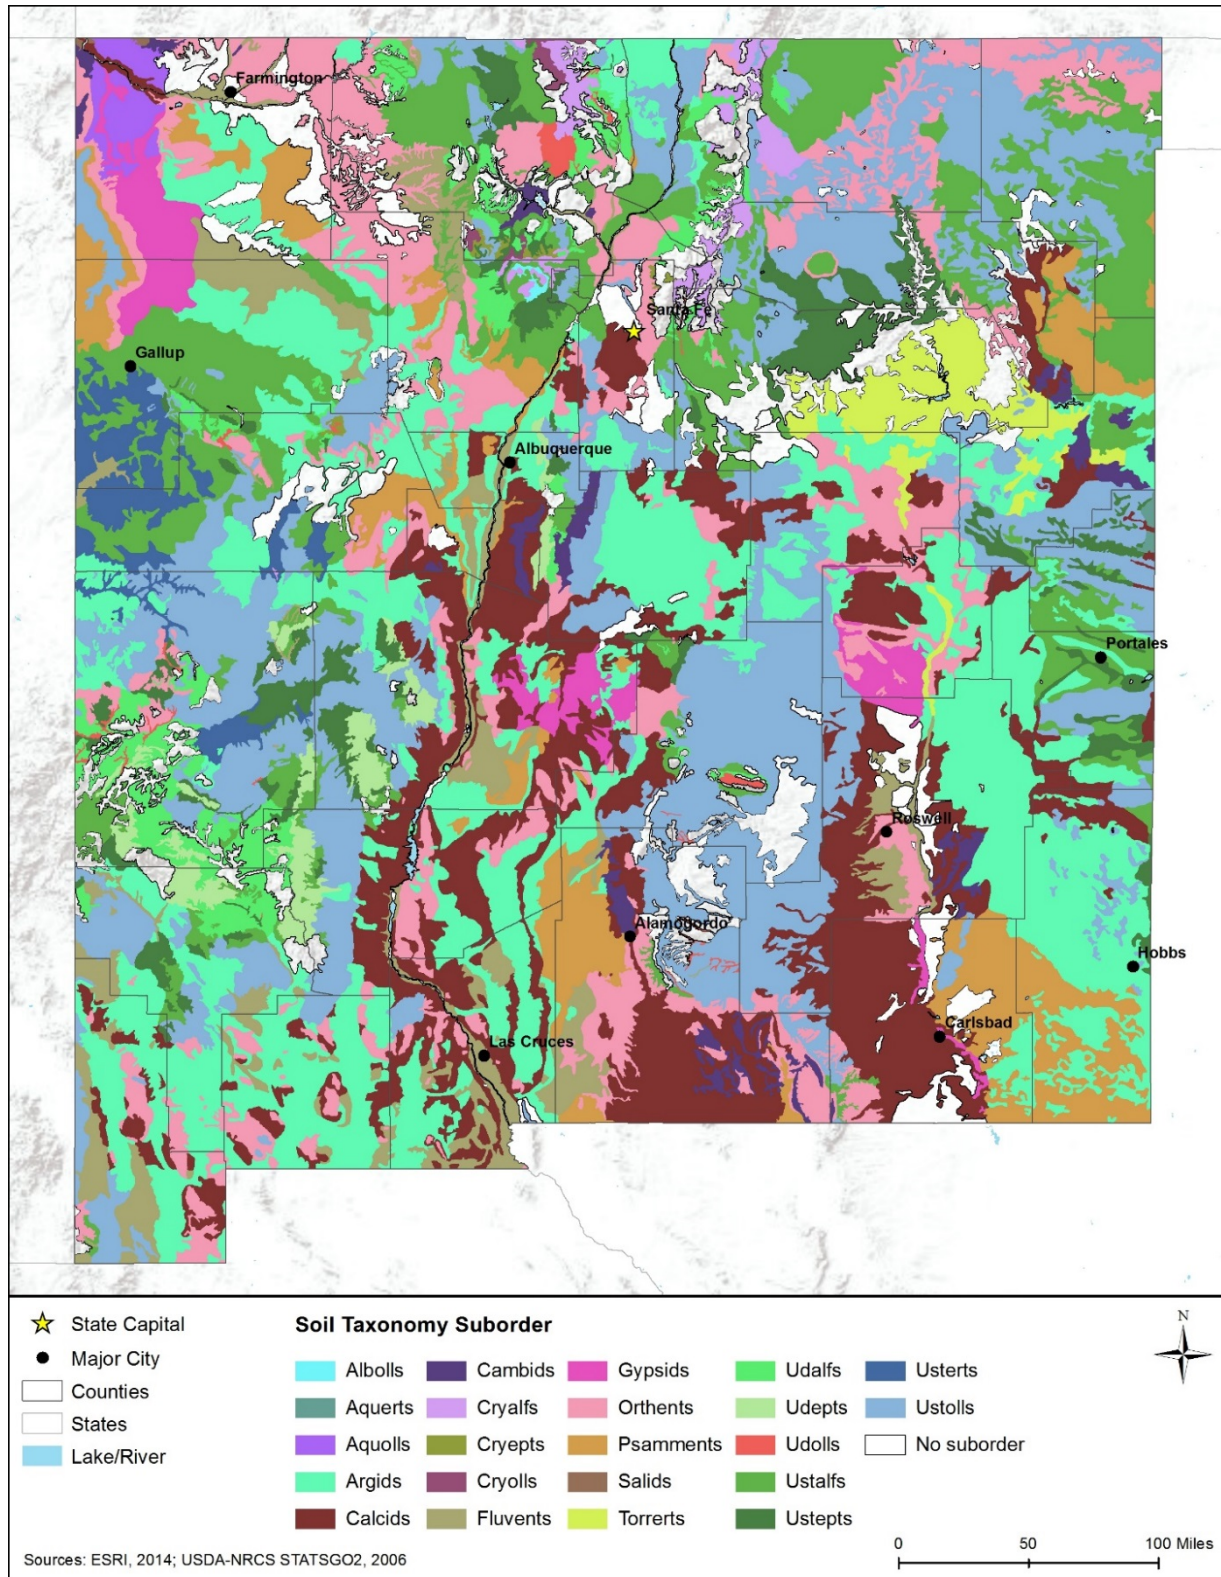 Farmington
Santa Fe
Gallup
Albuquerque
Portales
Roswell
Alamogordo
Hobbs
Carlsbad
Las Cruces
State Capital
Major City
Counties
States
Lake/River
Soil Taxonomy Suborder
Albolls
Aquerts
Aquolls
Argids
Calcids
Cambids
Cryalfs
Cryepts
Cryolls
Fluvents
Gypsids
Orthents
Psamments
Salids
Torrerts
Udalfs
Udepts
Udolls
Ustalfs
Ustepts
Usterts
Ustolls
No suborder
N
0 50 100 Miles
Sources: ESRI, 2014; USDA-NRCS STATSGO2, 2006